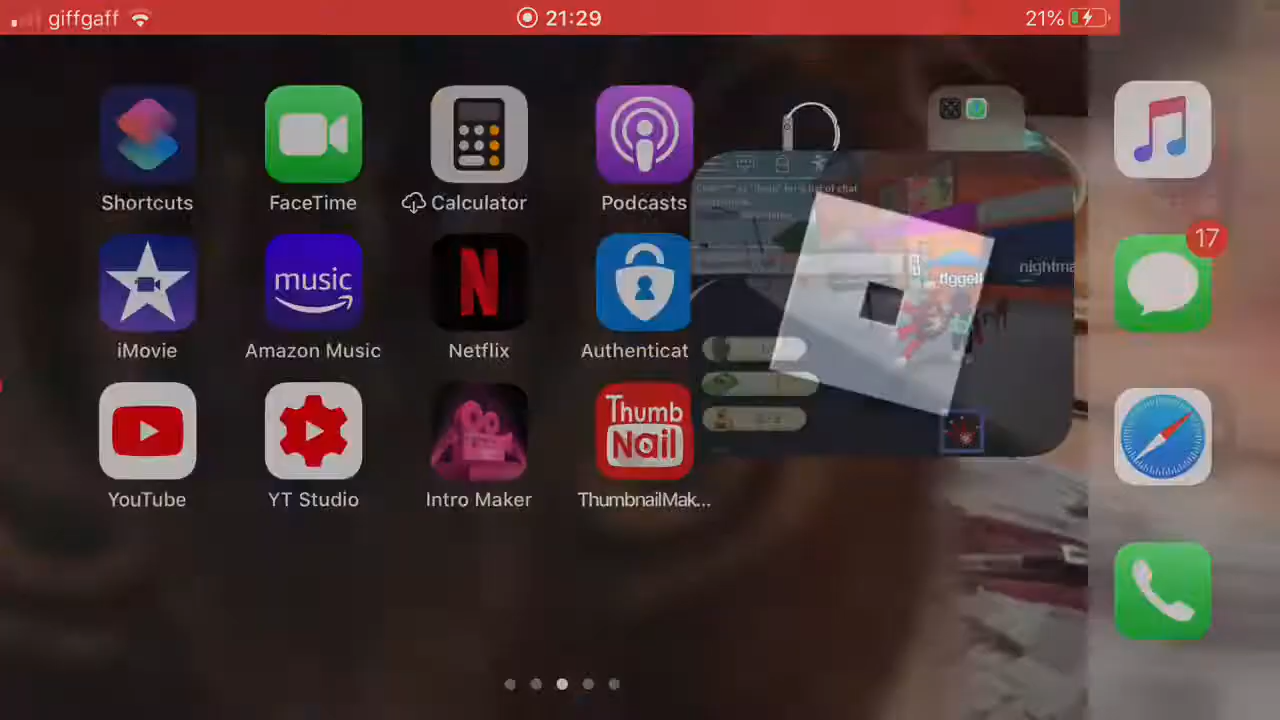 giffgaff 21:29 21%
Shortcuts FaceTime Calculator Podcasts
17
music
nightma
iMovie Amazon Music Netflix Authenticat
Thumb
Nail
YouTube YT Studio Intro Maker ThumbnailMak...